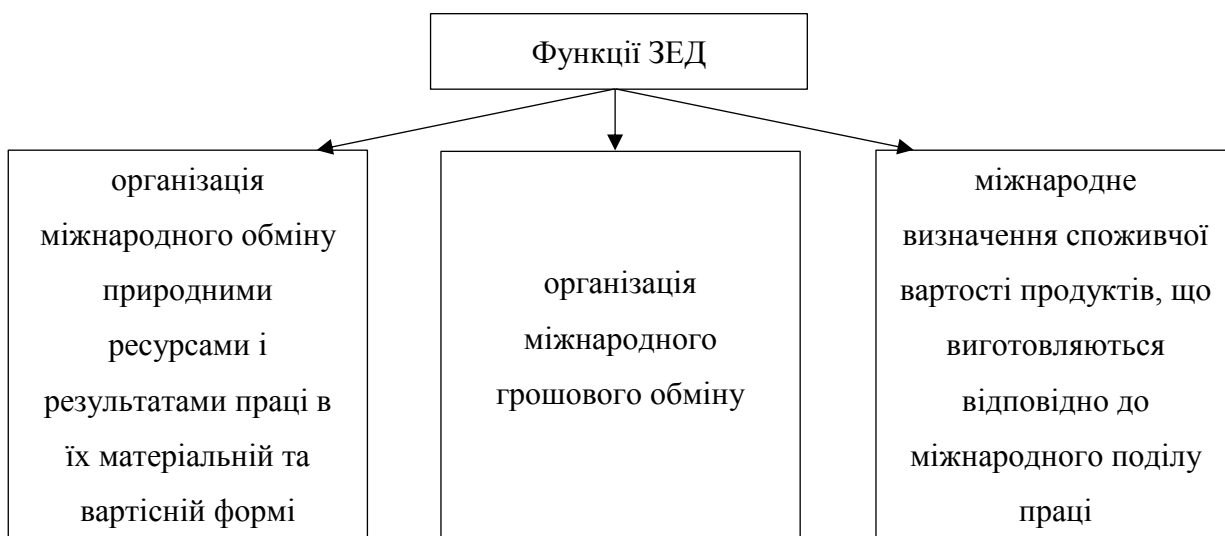 Функції ЗЕД
організація
міжнародного обміну
природними
ресурсами і
результатами праці в
їх матеріальній та
вартісній формі
організація
міжнародного
грошового обміну
міжнародне
визначення споживчої
вартості продуктів, що
виготовляються
відповідно до
міжнародного поділу
праці